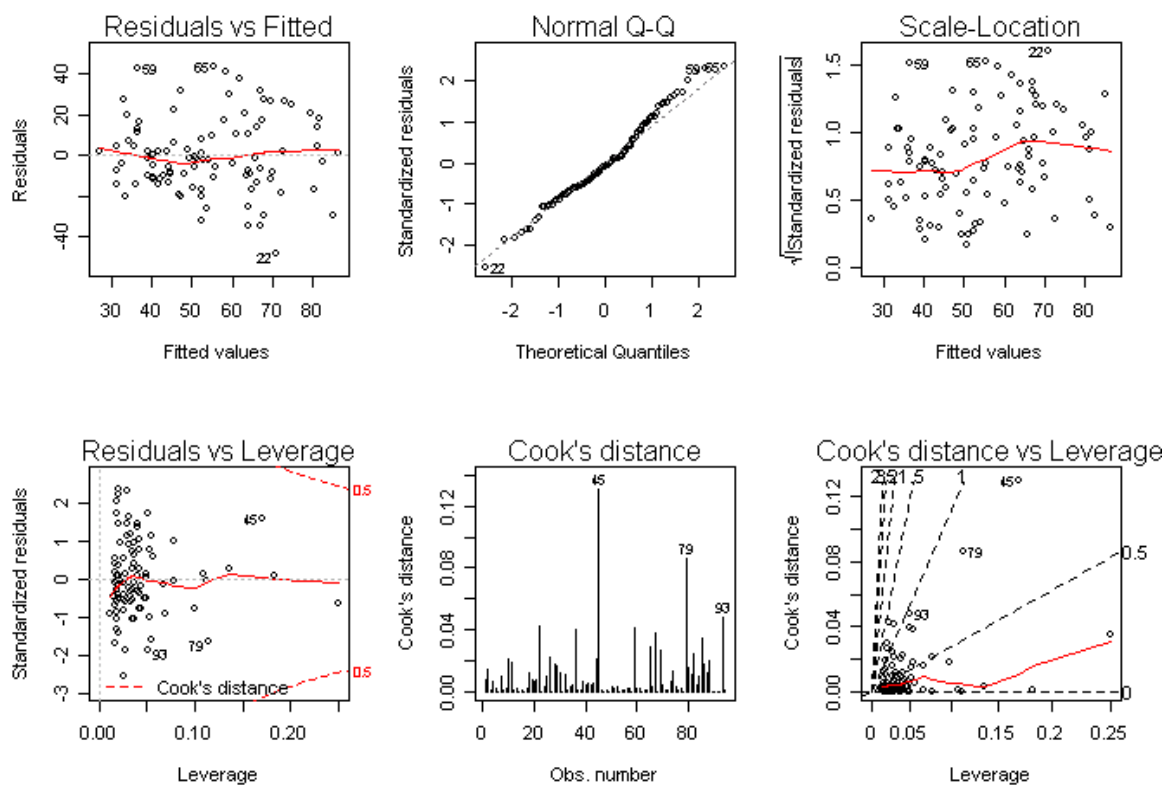 Residuals vs Fitted
Residuals
40
20
0
-40
59
65
22
30 40 50 60 70 80
Fitted values
Normal Q-Q
Standardized residuals
2
1
0
-1
-2
59
65
22
-2 -1 0 1 2
Theoretical Quantiles
Scale-Location
√|Standardized residuals|
1.5
1.0
0.5
0.0
59
65
22
30 40 50 60 70 80
Fitted values
Residuals vs Leverage
Standardized residuals
2
1
0
-1
-2
-3
0.5
45
93
79
0.5
Cook's distance
0.00 0.10 0.20
Leverage
Cook's distance
Cook's distance
0.12
0.08
0.04
0.00
45
79
93
0 20 40 60 80
Obs. number
Cook's distance vs Leverage
Cook's distance
0.12
0.08
0.04
0.00
1.5
1
45
79
93
0.5
0
0 0.05 0.15 0.2 0.25
Leverage